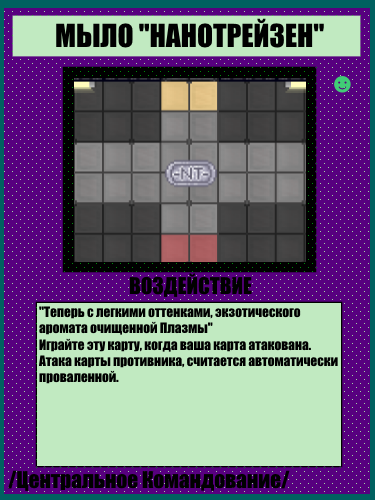 МЫЛО "НАНОТРЕЙЗЕН"
-NT-
ВОЗДЕЙСТВИЕ
"Теперь с легкими оттенками, экзотического
аромата очищенной Плазмы"
Играйте эту карту, когда ваша карта атакована.
Атака карты противника, считается автоматически
проваленной.
/Центральное Командование/